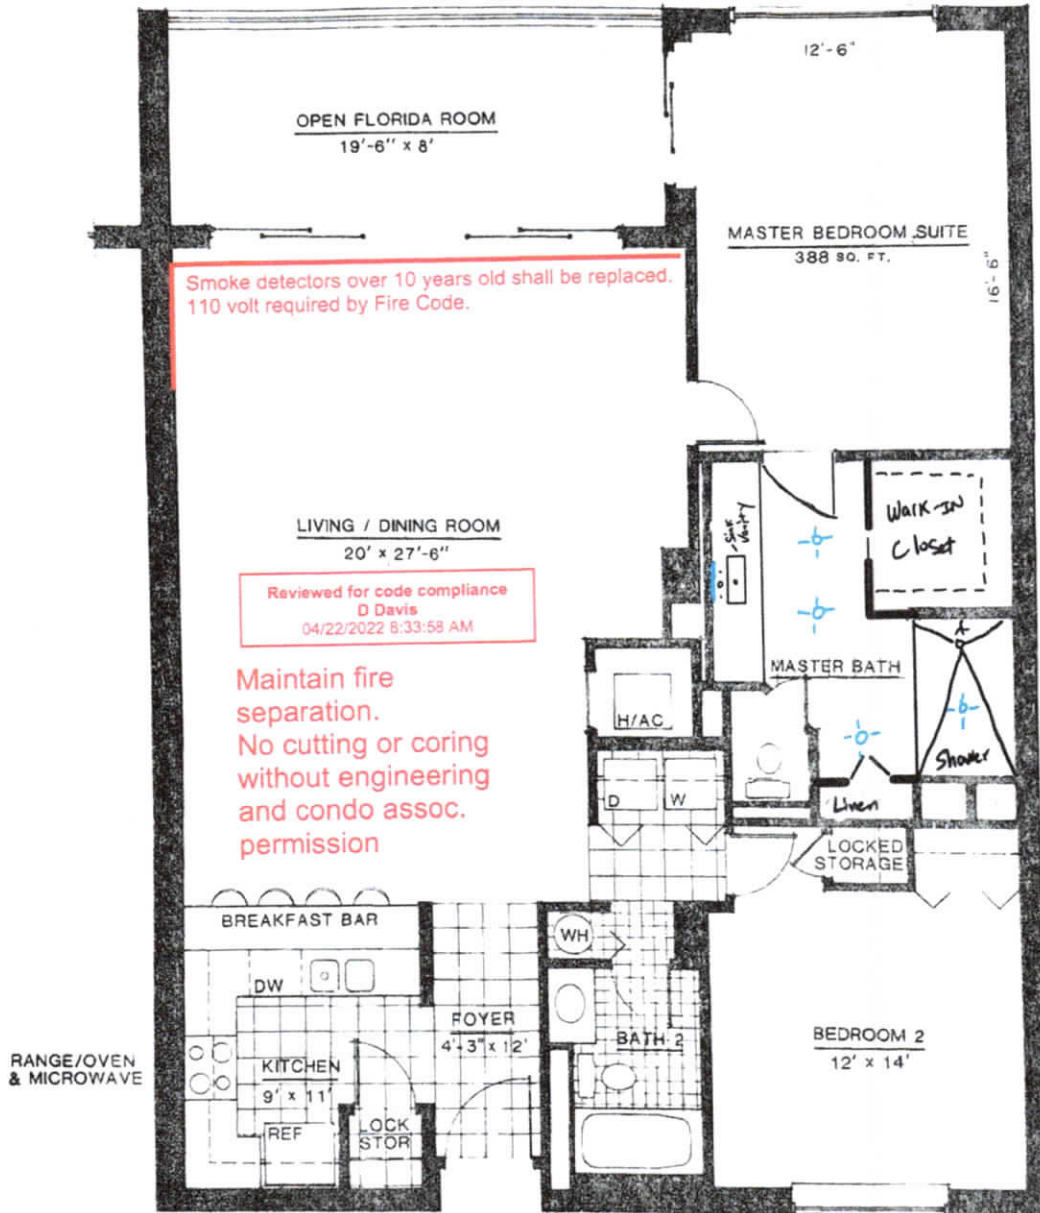 12'-6"
OPEN FLORIDA ROOM
19'-6" x 8'
MASTER BEDROOM SUITE
388 SQ. FT.
16'-6"
Smoke detectors over 10 years old shall be replaced.
110 volt required by Fire Code.
LIVING / DINING ROOM
20' x 27'-6"
Reviewed for code compliance
D Davis
04/22/2022 8:33:58 AM
Maintain fire
separation.
No cutting or coring
without engineering
and condo assoc.
permission
Sink
Vanity
Walk-IN
Closet
MASTER BATH
Shower
Linen
H/AC
D
W
LOCKED
STORAGE
BREAKFAST BAR
DW
WH
FOYER
4'-3" x 12'
BATH 2
BEDROOM 2
12' x 14'
RANGE/OVEN
& MICROWAVE
KITCHEN
9' x 11'
REF
LOCK
STOR